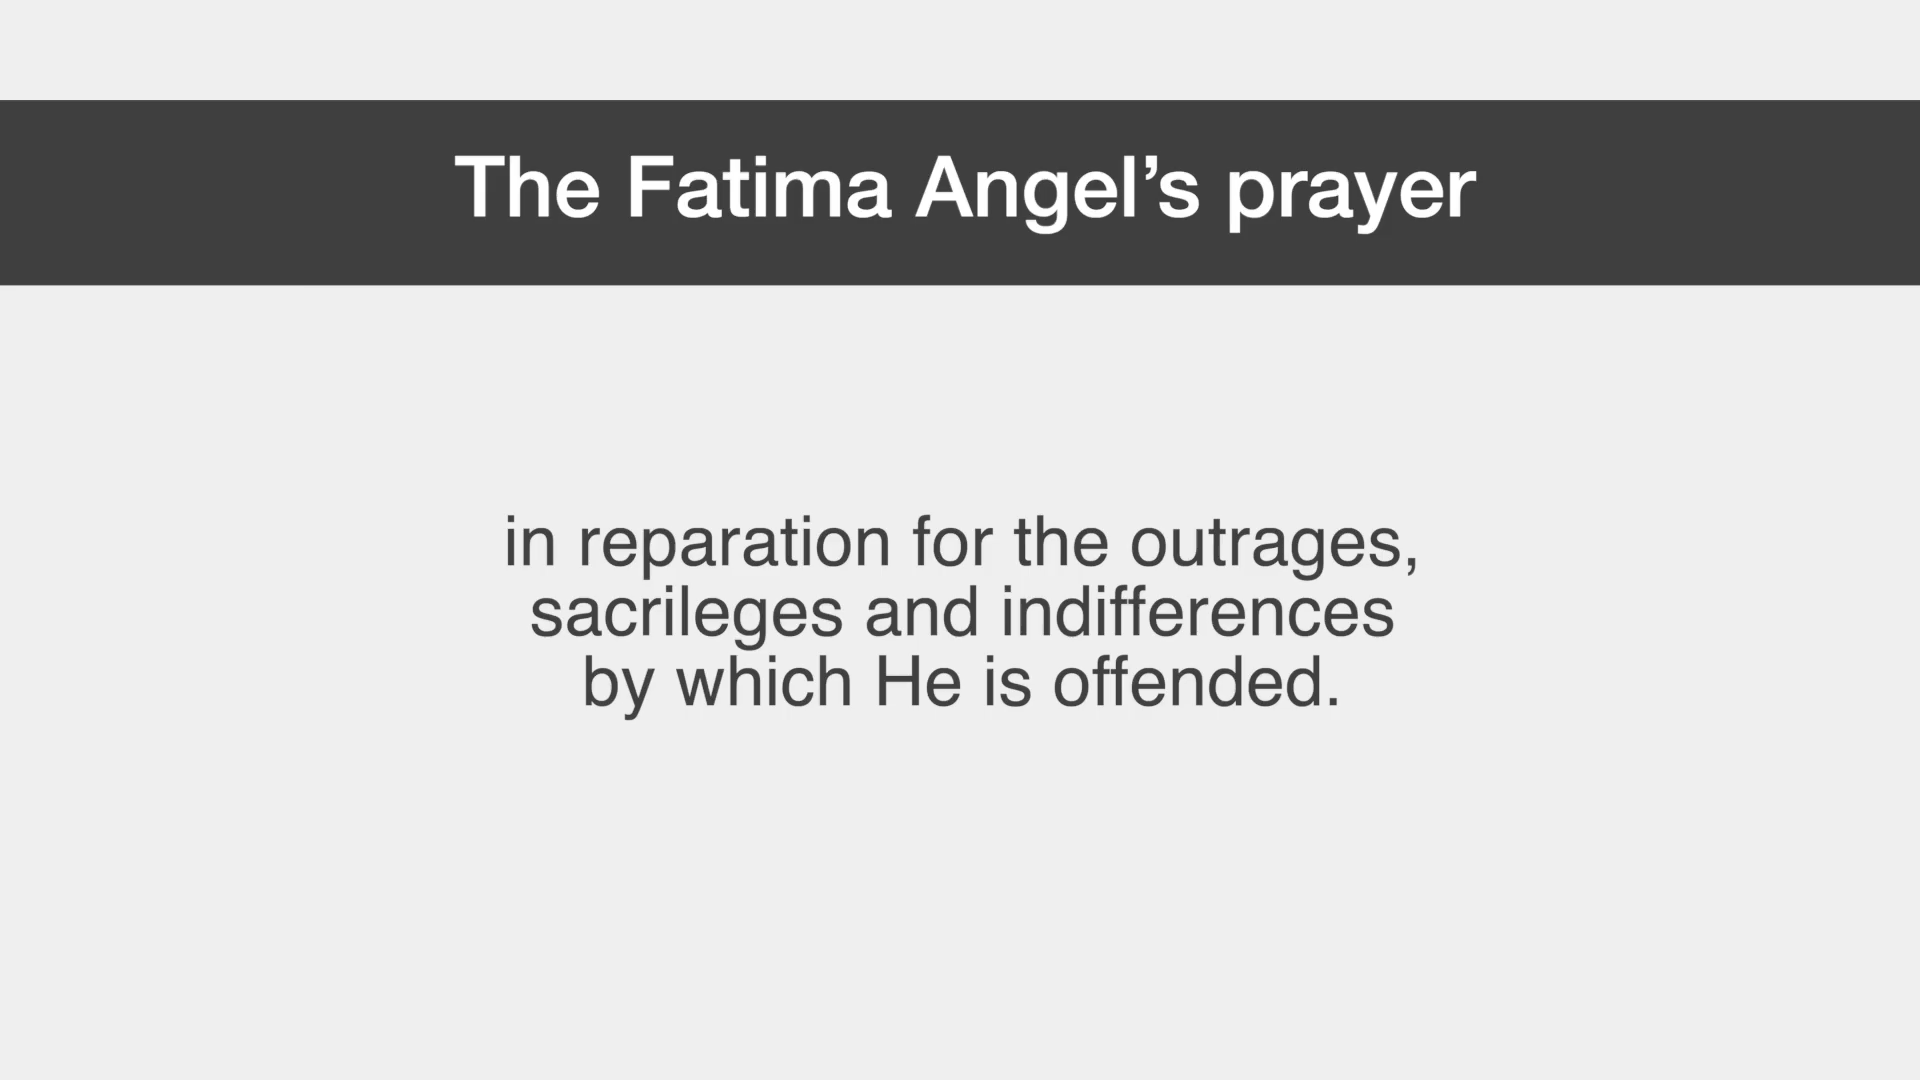 The Fatima Angel’s prayer
in reparation for the outrages,
sacrileges and indifferences
by which He is offended.